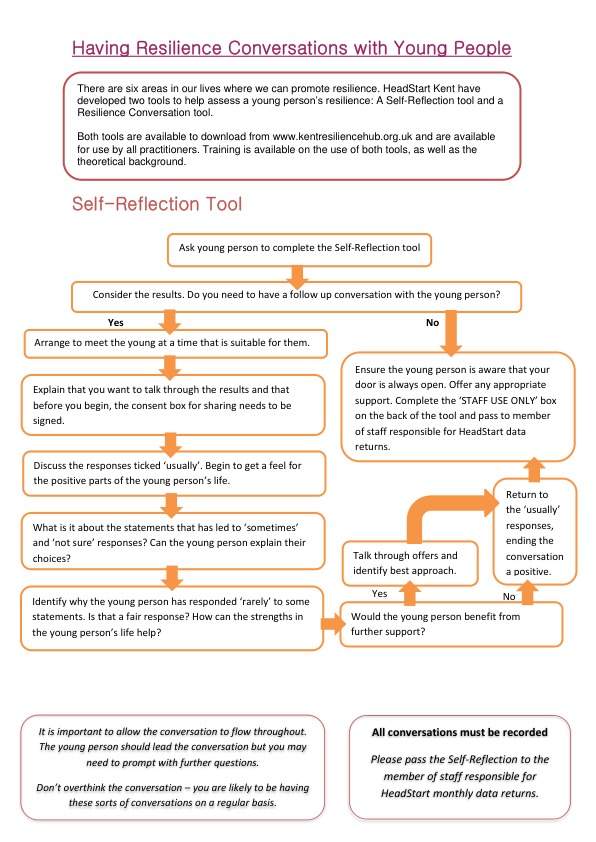 Having Resilience Conversations with Young People
There are six areas in our lives where we can promote resilience. HeadStart Kent have
developed two tools to help assess a young person's resilience: A Self-Reflection tool and a
Resilience Conversation tool.
Both tools are available to download from www.kentresiliencehub.org.uk and are available
for use by all practitioners. Training is available on the use of both tools, as well as the
theoretical background.
Self-Reflection Tool
Ask young person to complete the Self-Reflection tool
Consider the results. Do you need to have a follow up conversation with the young person?
Yes
No
Arrange to meet the young at a time that is suitable for them.
Explain that you want to talk through the results and that
before you begin, the consent box for sharing needs to be
signed.
Discuss the responses ticked 'usually'. Begin to get a feel for
the positive parts of the young person's life.
What is it about the statements that has led to 'sometimes'
and 'not sure' responses? Can the young person explain their
choices?
Identify why the young person has responded 'rarely' to some
statements. Is that a fair response? How can the strengths in
the young person's life help?
Would the young person benefit from
further support?
Yes
No
Talk through offers and
identify best approach.
Return to
the 'usually'
responses,
ending the
conversation
a positive.
Ensure the young person is aware that your
door is always open. Offer any appropriate
support. Complete the 'STAFF USE ONLY' box
on the back of the tool and pass to member
of staff responsible for HeadStart data
returns.
It is important to allow the conversation to flow throughout.
The young person should lead the conversation but you may
need to prompt with further questions.
Don't overthink the conversation – you are likely to be having
these sorts of conversations on a regular basis.
All conversations must be recorded
Please pass the Self-Reflection to the
member of staff responsible for
HeadStart monthly data returns.